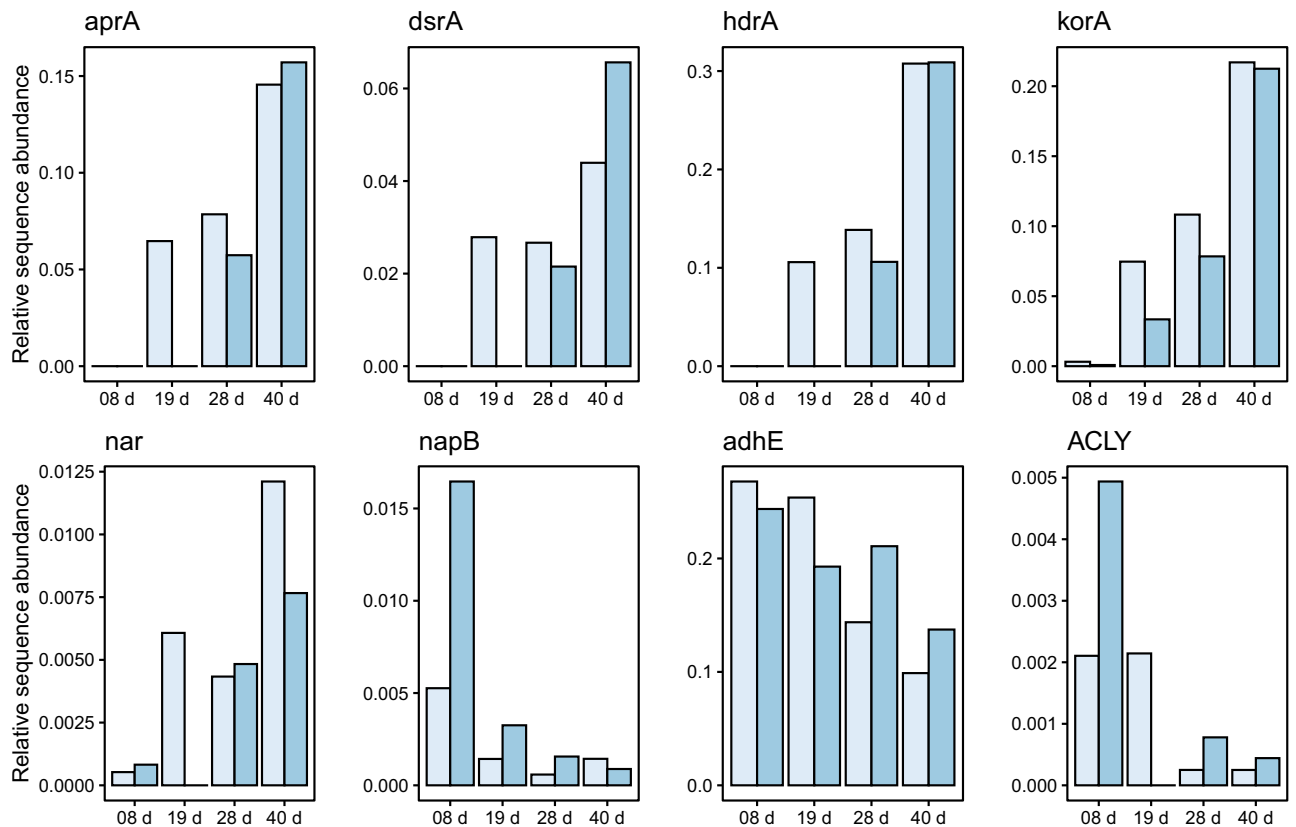 aprA
dsrA
hdrA
korA
Relative sequence abundance
0.15
0.10
0.05
0.00
0.06
0.04
0.02
0.00
0.3
0.2
0.1
0.0
0.20
0.15
0.10
0.05
0.00
08 d 19 d 28 d 40 d
08 d 19 d 28 d 40 d
08 d 19 d 28 d 40 d
08 d 19 d 28 d 40 d
nar
napB
adhE
ACLY
Relative sequence abundance
0.0125
0.0100
0.0075
0.0050
0.0025
0.0000
0.015
0.010
0.005
0.000
0.2
0.1
0.0
0.005
0.004
0.003
0.002
0.001
0.000
08 d 19 d 28 d 40 d
08 d 19 d 28 d 40 d
08 d 19 d 28 d 40 d
08 d 19 d 28 d 40 d